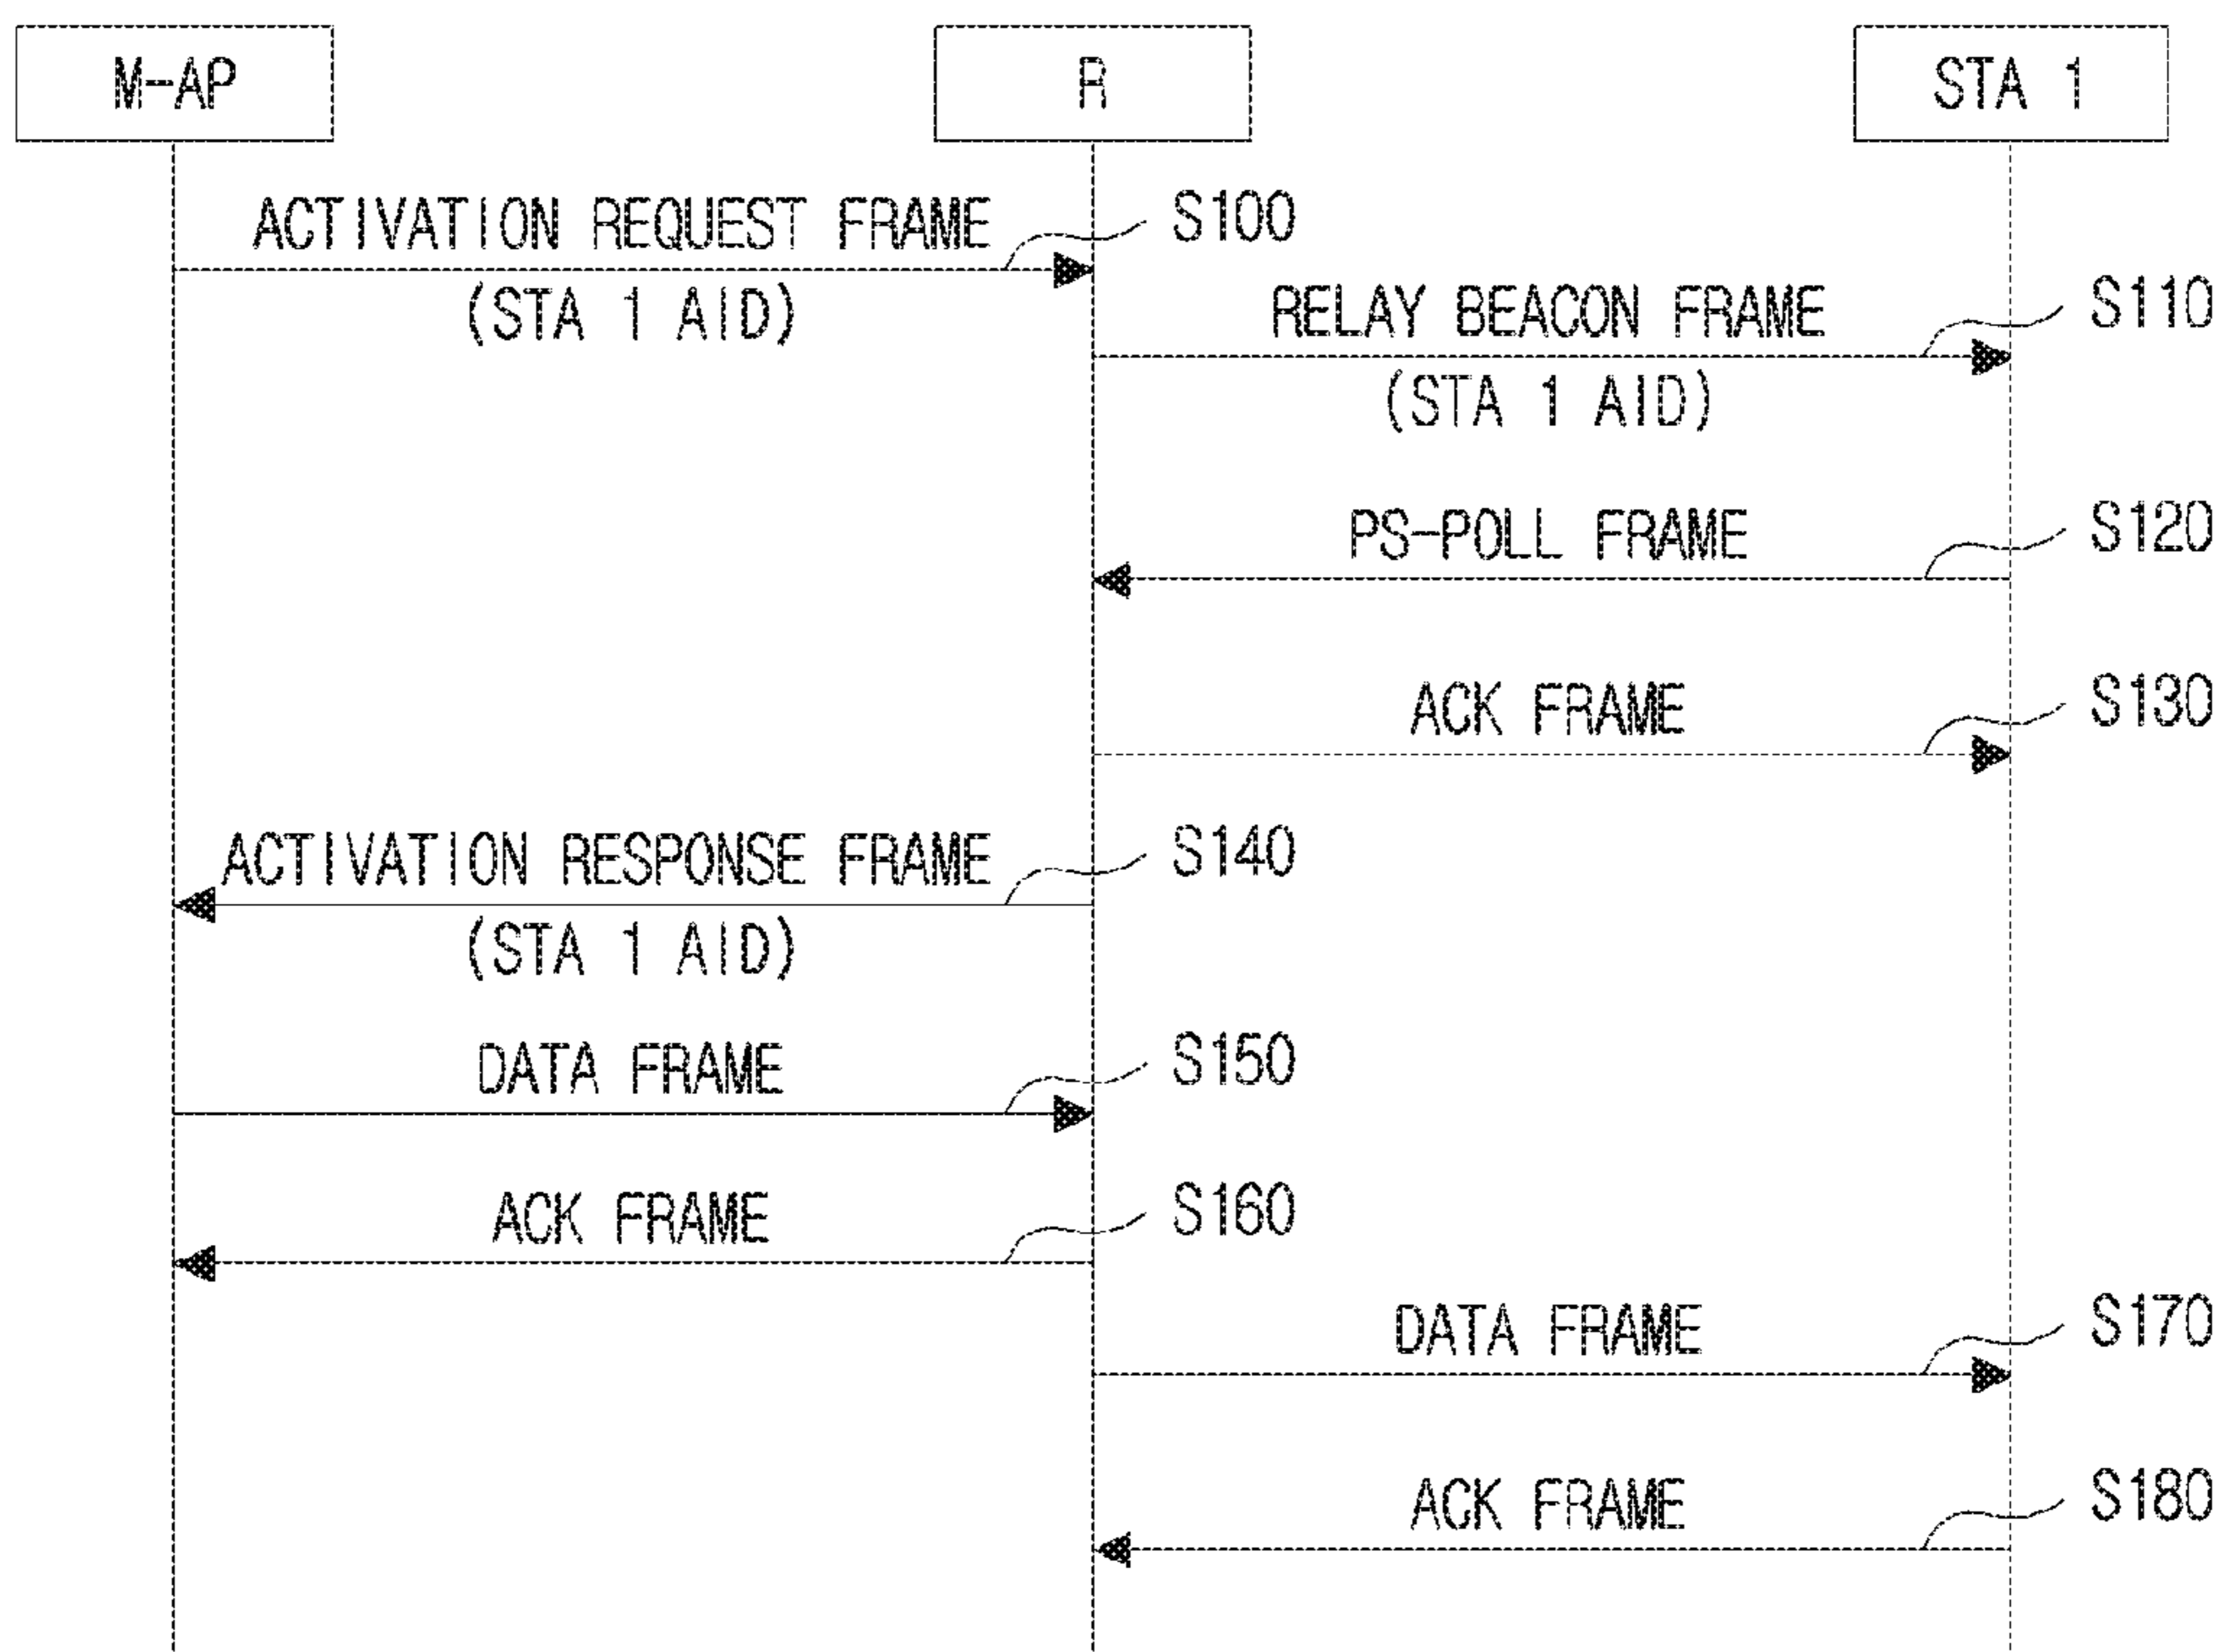 M-AP
R
STA 1
ACTIVATION REQUEST FRAME
S100
(STA 1 AID)
RELAY BEACON FRAME
S110
(STA 1 AID)
PS-POLL FRAME
S120
ACK FRAME
S130
ACTIVATION RESPONSE FRAME
S140
(STA 1 AID)
DATA FRAME
S150
ACK FRAME
S160
DATA FRAME
S170
ACK FRAME
S180